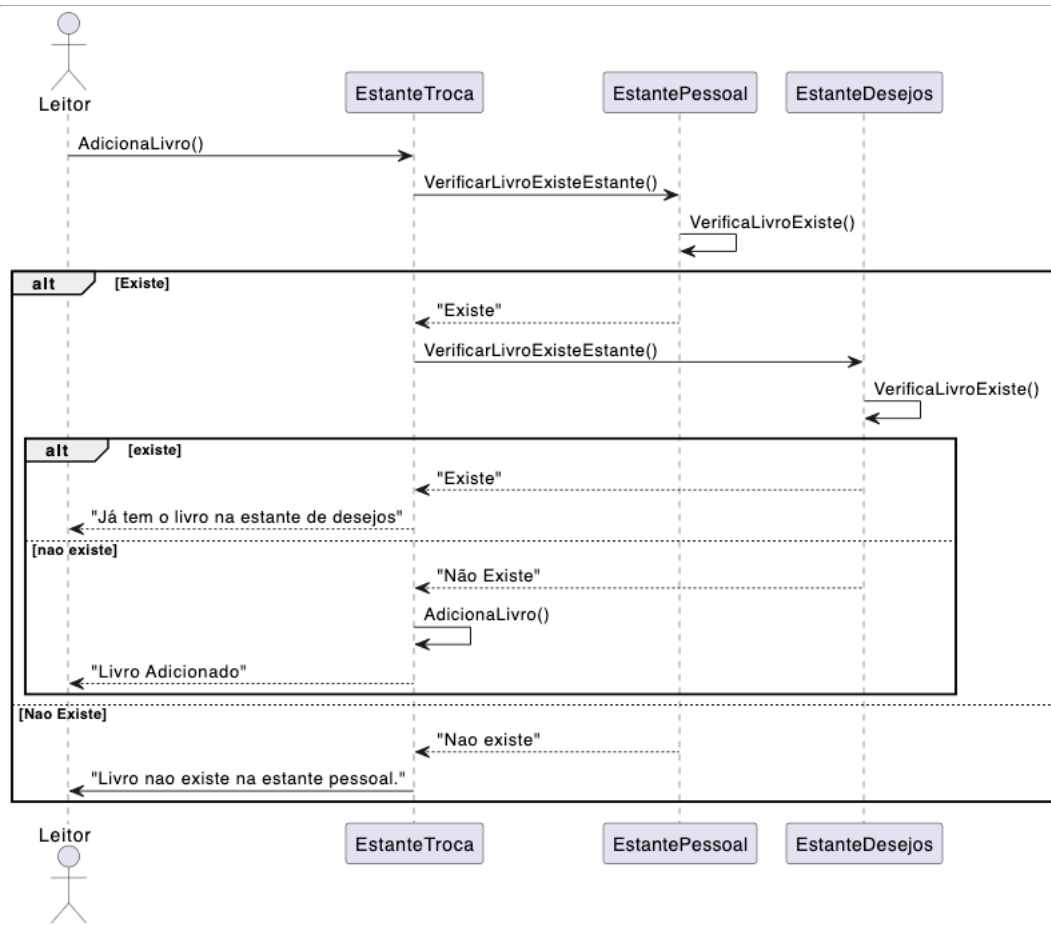 Leitor
EstanteTroca
EstantePessoal
EstanteDesejos
AdicionaLivro()
VerificarLivroExisteEstante()
VerificaLivroExiste()
alt
[Existe]
"Existe"
VerificarLivroExisteEstante()
VerificaLivroExiste()
alt
[existe]
"Existe"
"Já tem o livro na estante de desejos"
[nao existe]
"Não Existe"
AdicionaLivro()
"Livro Adicionado"
[Nao Existe]
"Nao existe"
"Livro nao existe na estante pessoal."
Leitor
EstanteTroca
EstantePessoal
EstanteDesejos